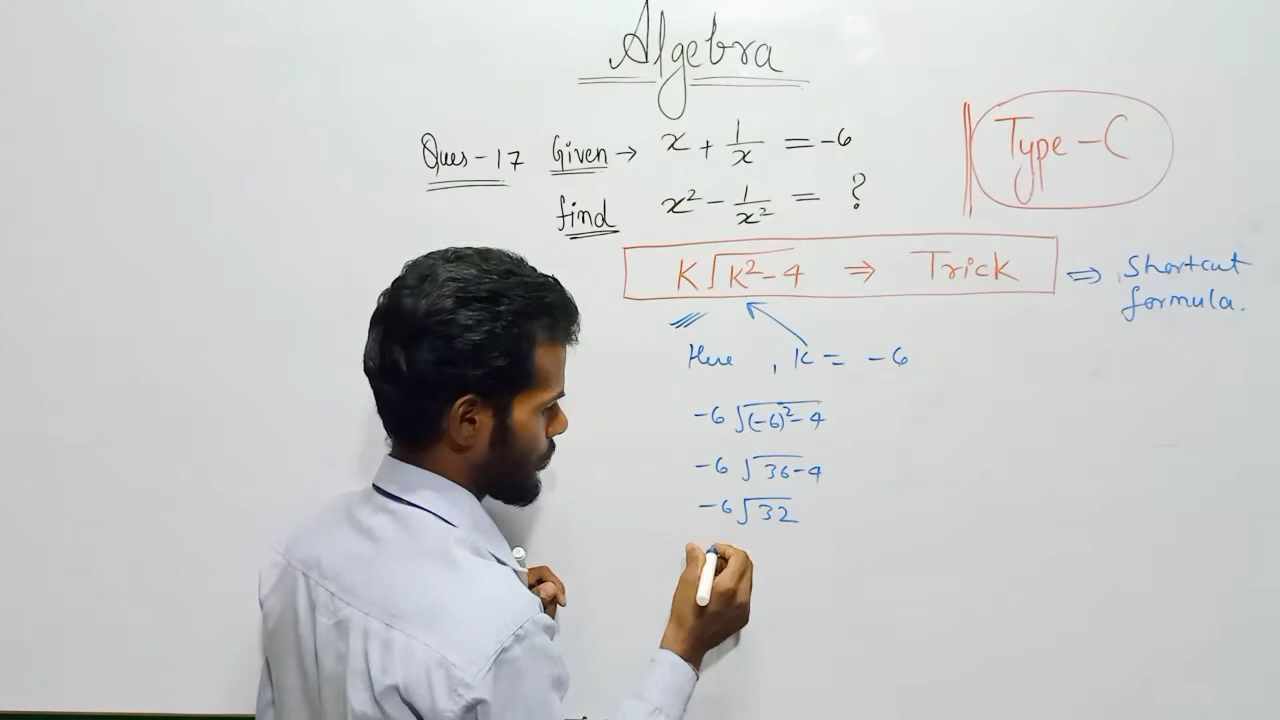 Algebra
Ques-17 Given → x + 1/x = -6
find x² - 1/x² = ?
Type-C
K√(K²-4) ⇒ Trick ⇒ Shortcut formula.
Here , K = -6
-6√((-6)²-4)
-6√(36-4)
-6√32